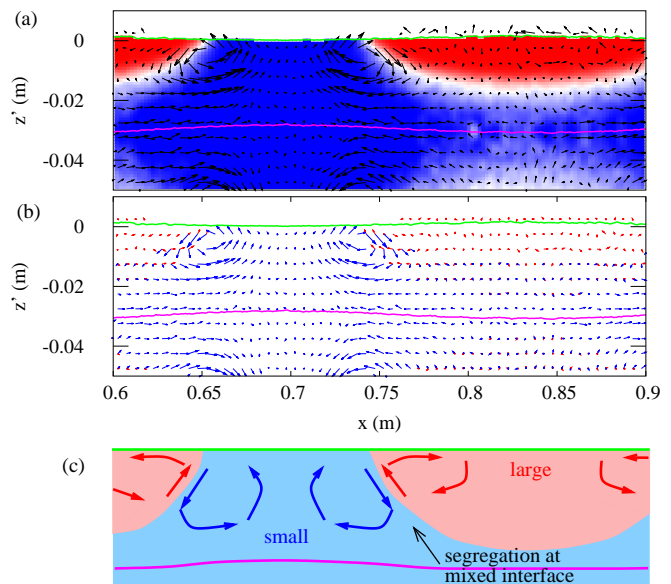 (a)
0
-0.02
-0.04
z' (m)
(b)
0
-0.02
-0.04
z' (m)
0.6 0.65 0.7 0.75 0.8 0.85 0.9
x (m)
(c)
large
small
segregation at
mixed interface